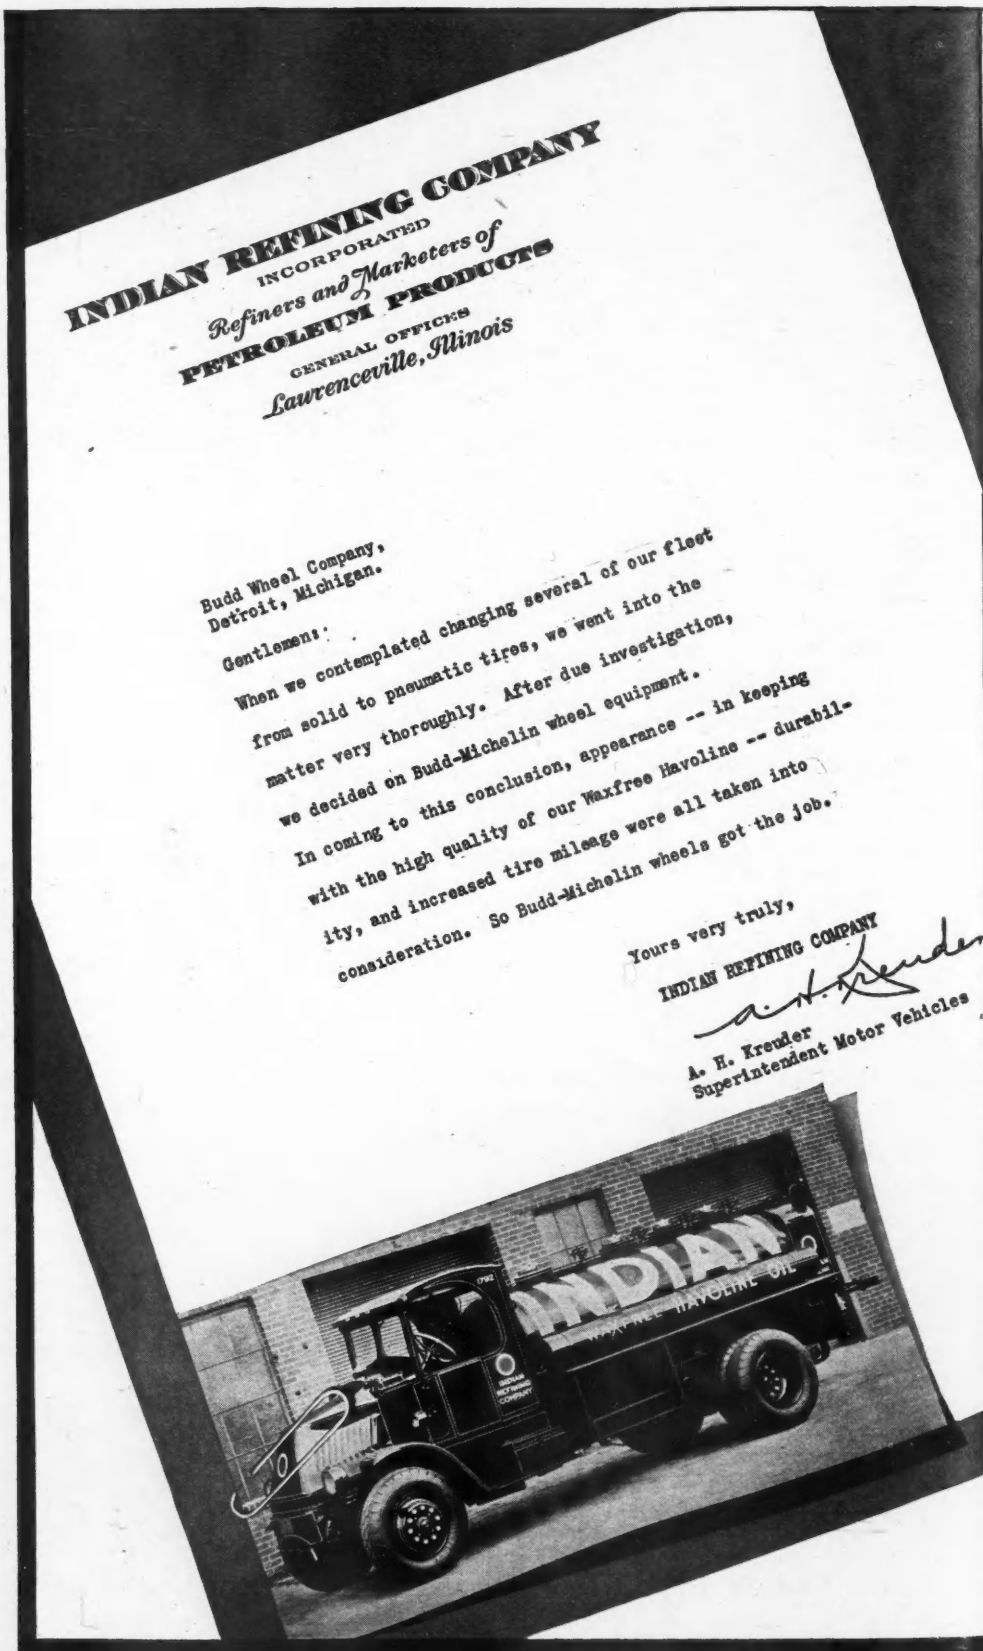 INDIAN REFINING COMPANY
INCORPORATED
Refiners and Marketers of
PETROLEUM PRODUCTS
GENERAL OFFICES
Lawrenceville, Illinois
Budd Wheel Company,
Detroit, Michigan.
Gentlemen:
When we contemplated changing several of our fleet
from solid to pneumatic tires, we went into the
matter very thoroughly. After due investigation,
we decided on Budd-Michelin wheel equipment.
In coming to this conclusion, appearance -- in keeping
with the high quality of our Waxfree Havoline -- durabil-
ity, and increased tire mileage were all taken into
consideration. So Budd-Michelin wheels got the job.
Yours very truly,
INDIAN REFINING COMPANY
A. H. Kreuder
A. H. Kreuder
Superintendent Motor Vehicles
1792
INDIAN
WAXFREE HAVOLINE OIL
INDIAN
REFINING
COMPANY